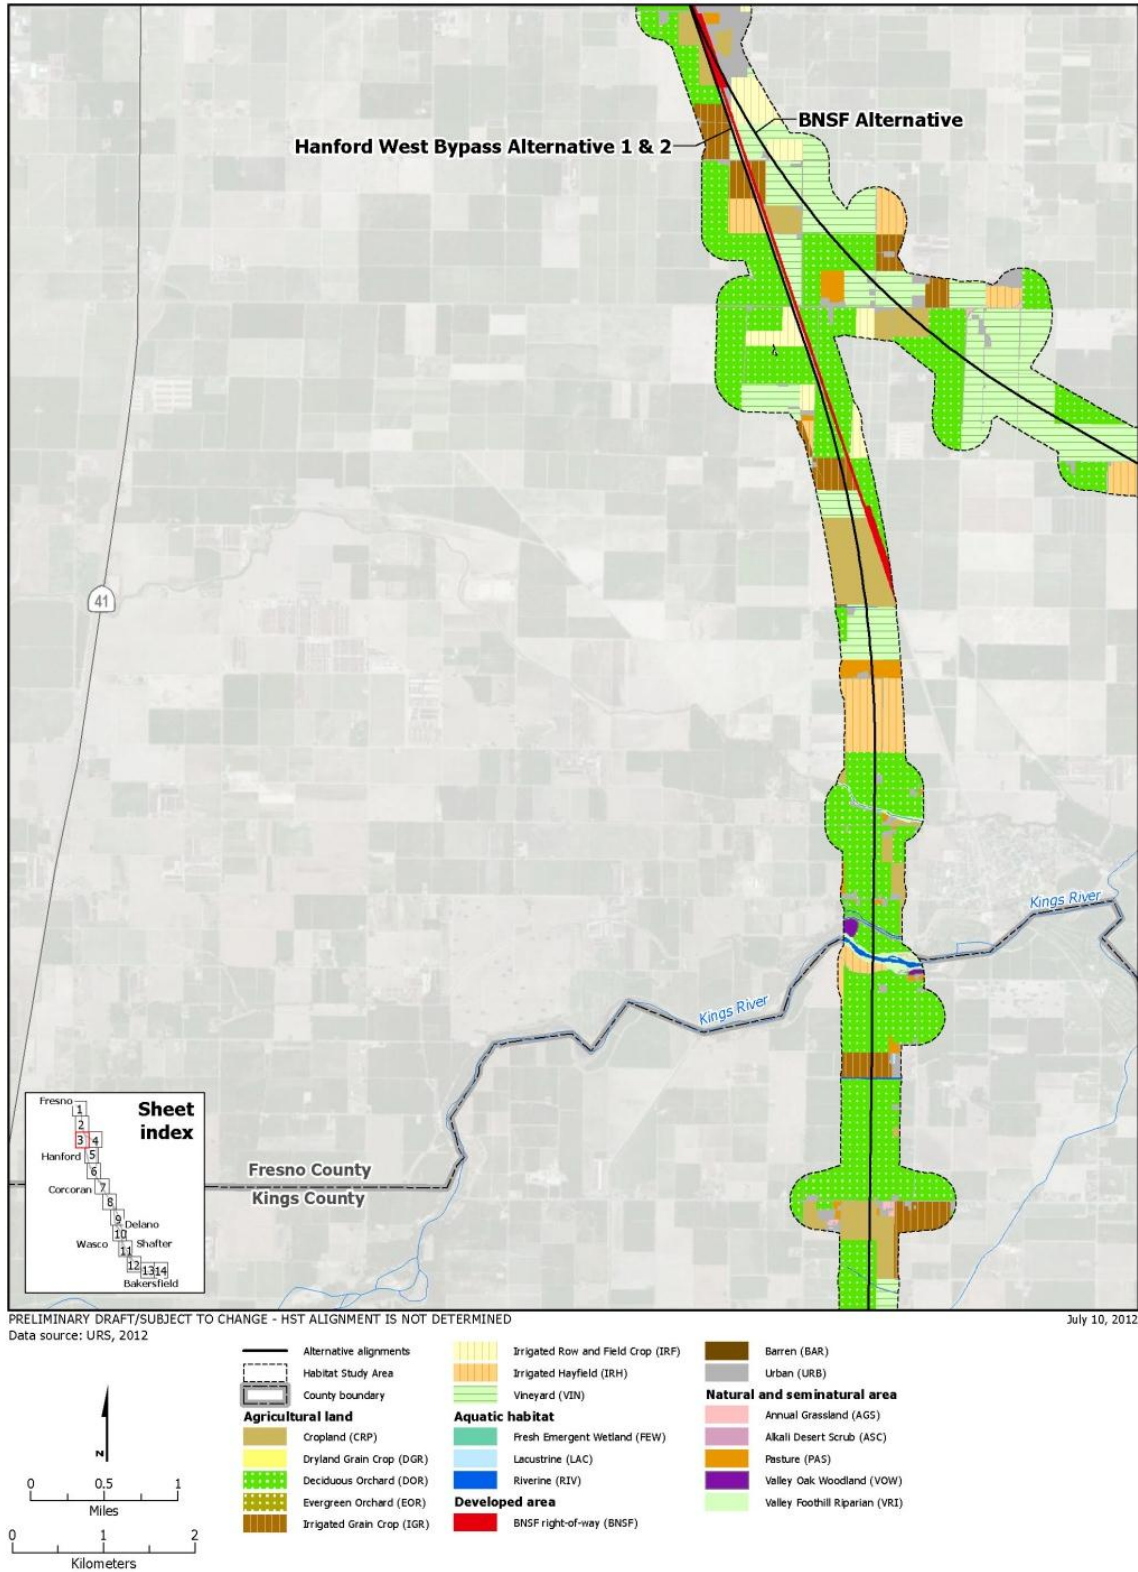 BNSF Alternative
Hanford West Bypass Alternative 1 & 2
41
Kings River
Kings River
Sheet
index
Fresno
1
2
3 4
Hanford
5
6
Corcoran
7
8
9
Delano
10
Wasco
11
Shafter
12
13 14
Bakersfield
Fresno County
Kings County
PRELIMINARY DRAFT/SUBJECT TO CHANGE - HST ALIGNMENT IS NOT DETERMINED
July 10, 2012
Data source: URS, 2012
N
0 0.5 1
Miles
0 1 2
Kilometers
Alternative alignments
Habitat Study Area
County boundary
Agricultural land
Cropland (CRP)
Dryland Grain Crop (DGR)
Deciduous Orchard (DOR)
Evergreen Orchard (EOR)
Irrigated Grain Crop (IGR)
Irrigated Row and Field Crop (IRF)
Irrigated Hayfield (IRH)
Vineyard (VIN)
Aquatic habitat
Fresh Emergent Wetland (FEW)
Lacustrine (LAC)
Riverine (RIV)
Developed area
BNSF right-of-way (BNSF)
Barren (BAR)
Urban (URB)
Natural and seminatural area
Annual Grassland (AGS)
Alkali Desert Scrub (ASC)
Pasture (PAS)
Valley Oak Woodland (VOW)
Valley Foothill Riparian (VRI)